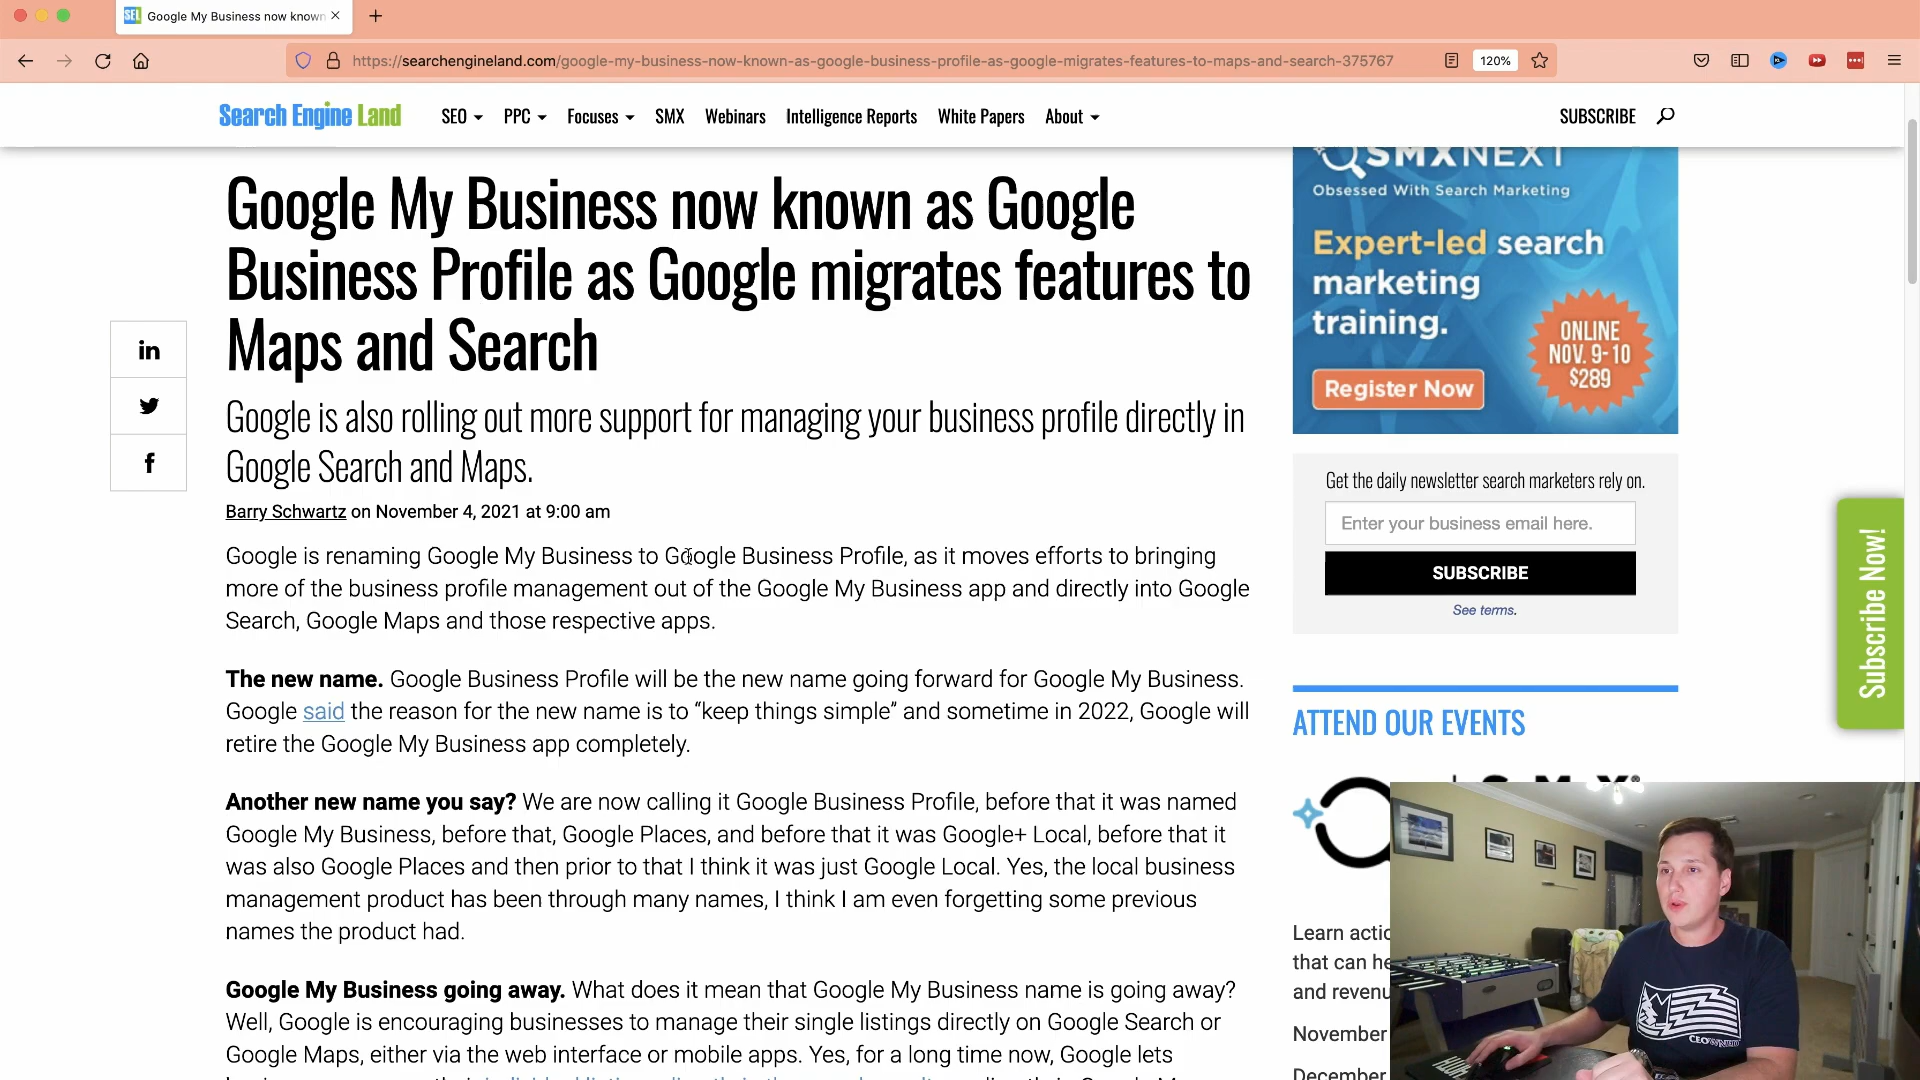 SEL Google My Business now known
https://searchengineland.com/google-my-business-now-known-as-google-business-profile-as-google-migrates-features-to-maps-and-search-375767
120%
Search Engine Land
SEO PPC Focuses SMX Webinars Intelligence Reports White Papers About
SUBSCRIBE
Google My Business now known as Google
Business Profile as Google migrates features to
Maps and Search
Google is also rolling out more support for managing your business profile directly in
Google Search and Maps.
Barry Schwartz on November 4, 2021 at 9:00 am
Google is renaming Google My Business to Google Business Profile, as it moves efforts to bringing
more of the business profile management out of the Google My Business app and directly into Google
Search, Google Maps and those respective apps.
The new name. Google Business Profile will be the new name going forward for Google My Business.
Google said the reason for the new name is to “keep things simple” and sometime in 2022, Google will
retire the Google My Business app completely.
Another new name you say? We are now calling it Google Business Profile, before that it was named
Google My Business, before that, Google Places, and before that it was Google+ Local, before that it
was also Google Places and then prior to that I think it was just Google Local. Yes, the local business
management product has been through many names, I think I am even forgetting some previous
names the product had.
Google My Business going away. What does it mean that Google My Business name is going away?
Well, Google is encouraging businesses to manage their single listings directly on Google Search or
Google Maps, either via the web interface or mobile apps. Yes, for a long time now, Google lets
in
f
SMX NEXT
Obsessed With Search Marketing
Expert-led search
marketing
training.
ONLINE
NOV. 9-10
$289
Register Now
Get the daily newsletter search marketers rely on.
Enter your business email here.
SUBSCRIBE
See terms.
Subscribe Now!
ATTEND OUR EVENTS
SMX
Learn actio
that can he
and revenu
November
December
CEOWNED